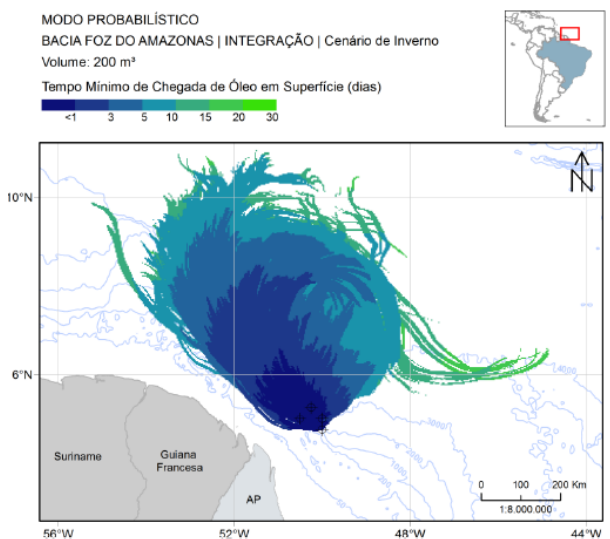 MODO PROBABILÍSTICO
BACIA FOZ DO AMAZONAS | INTEGRAÇÃO | Cenário de Inverno
Volume: 200 m³
Tempo Mínimo de Chegada de Óleo em Superfície (dias)
<1 3 5 10 15 20 30
N
10°N
6°N
Suriname
Guiana
Francesa
AP
0 100 200 Km
1:8.000.000
56°W 52°W 48°W 44°W